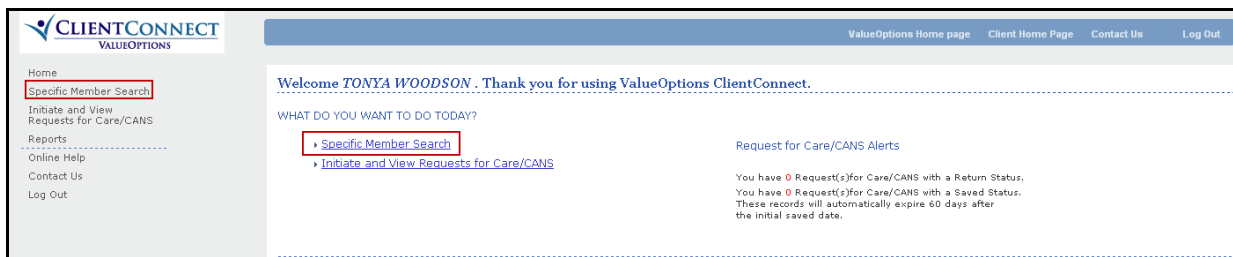 CLIENTCONNECT
VALUEOPTIONS
ValueOptions Home page Client Home Page Contact Us Log Out
Home
Specific Member Search
Initiate and View
Requests for Care/CANS
Reports
Online Help
Contact Us
Log Out
Welcome TONYA WOODSON . Thank you for using ValueOptions ClientConnect.
WHAT DO YOU WANT TO DO TODAY?
Specific Member Search
Initiate and View Requests for Care/CANS
Request for Care/CANS Alerts
You have 0 Request(s)for Care/CANS with a Return Status.
You have 0 Request(s)for Care/CANS with a Saved Status.
These records will automatically expire 60 days after
the initial saved date.